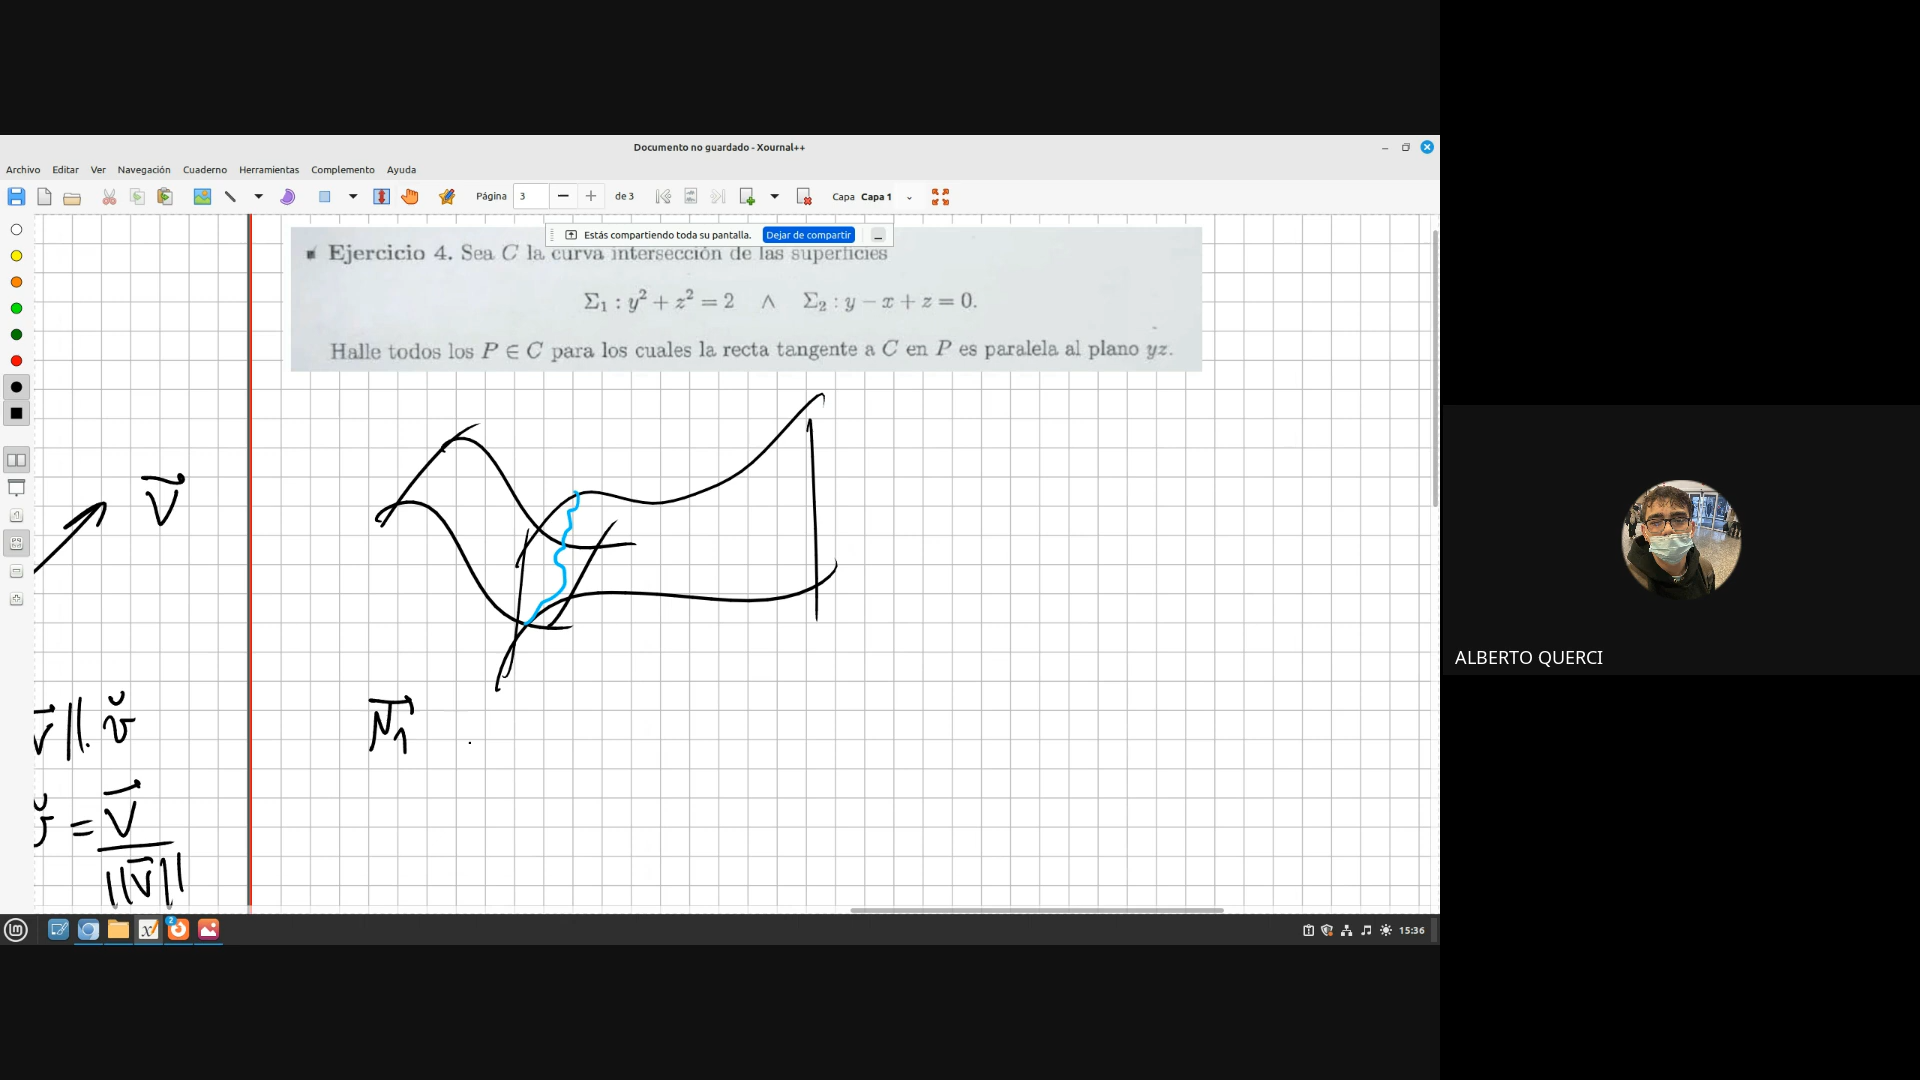 Documento no guardado - Xournal++
Archivo Editar Ver Navegación Cuaderno Herramientas Complemento Ayuda
Página 3 de 3 Capa Capa 1
Estás compartiendo toda su pantalla. Dejar de compartir
Ejercicio 4. Sea C la curva intersección de las superficies
Σ₁ : y² + z² = 2 ∧ Σ₂ : y − x + z = 0.
Halle todos los P ∈ C para los cuales la recta tangente a C en P es paralela al plano yz.
V⃗
N⃗₁
v⃗ || v̆
v̆ = V⃗ / ||V⃗||
ALBERTO QUERCI
2
15:36